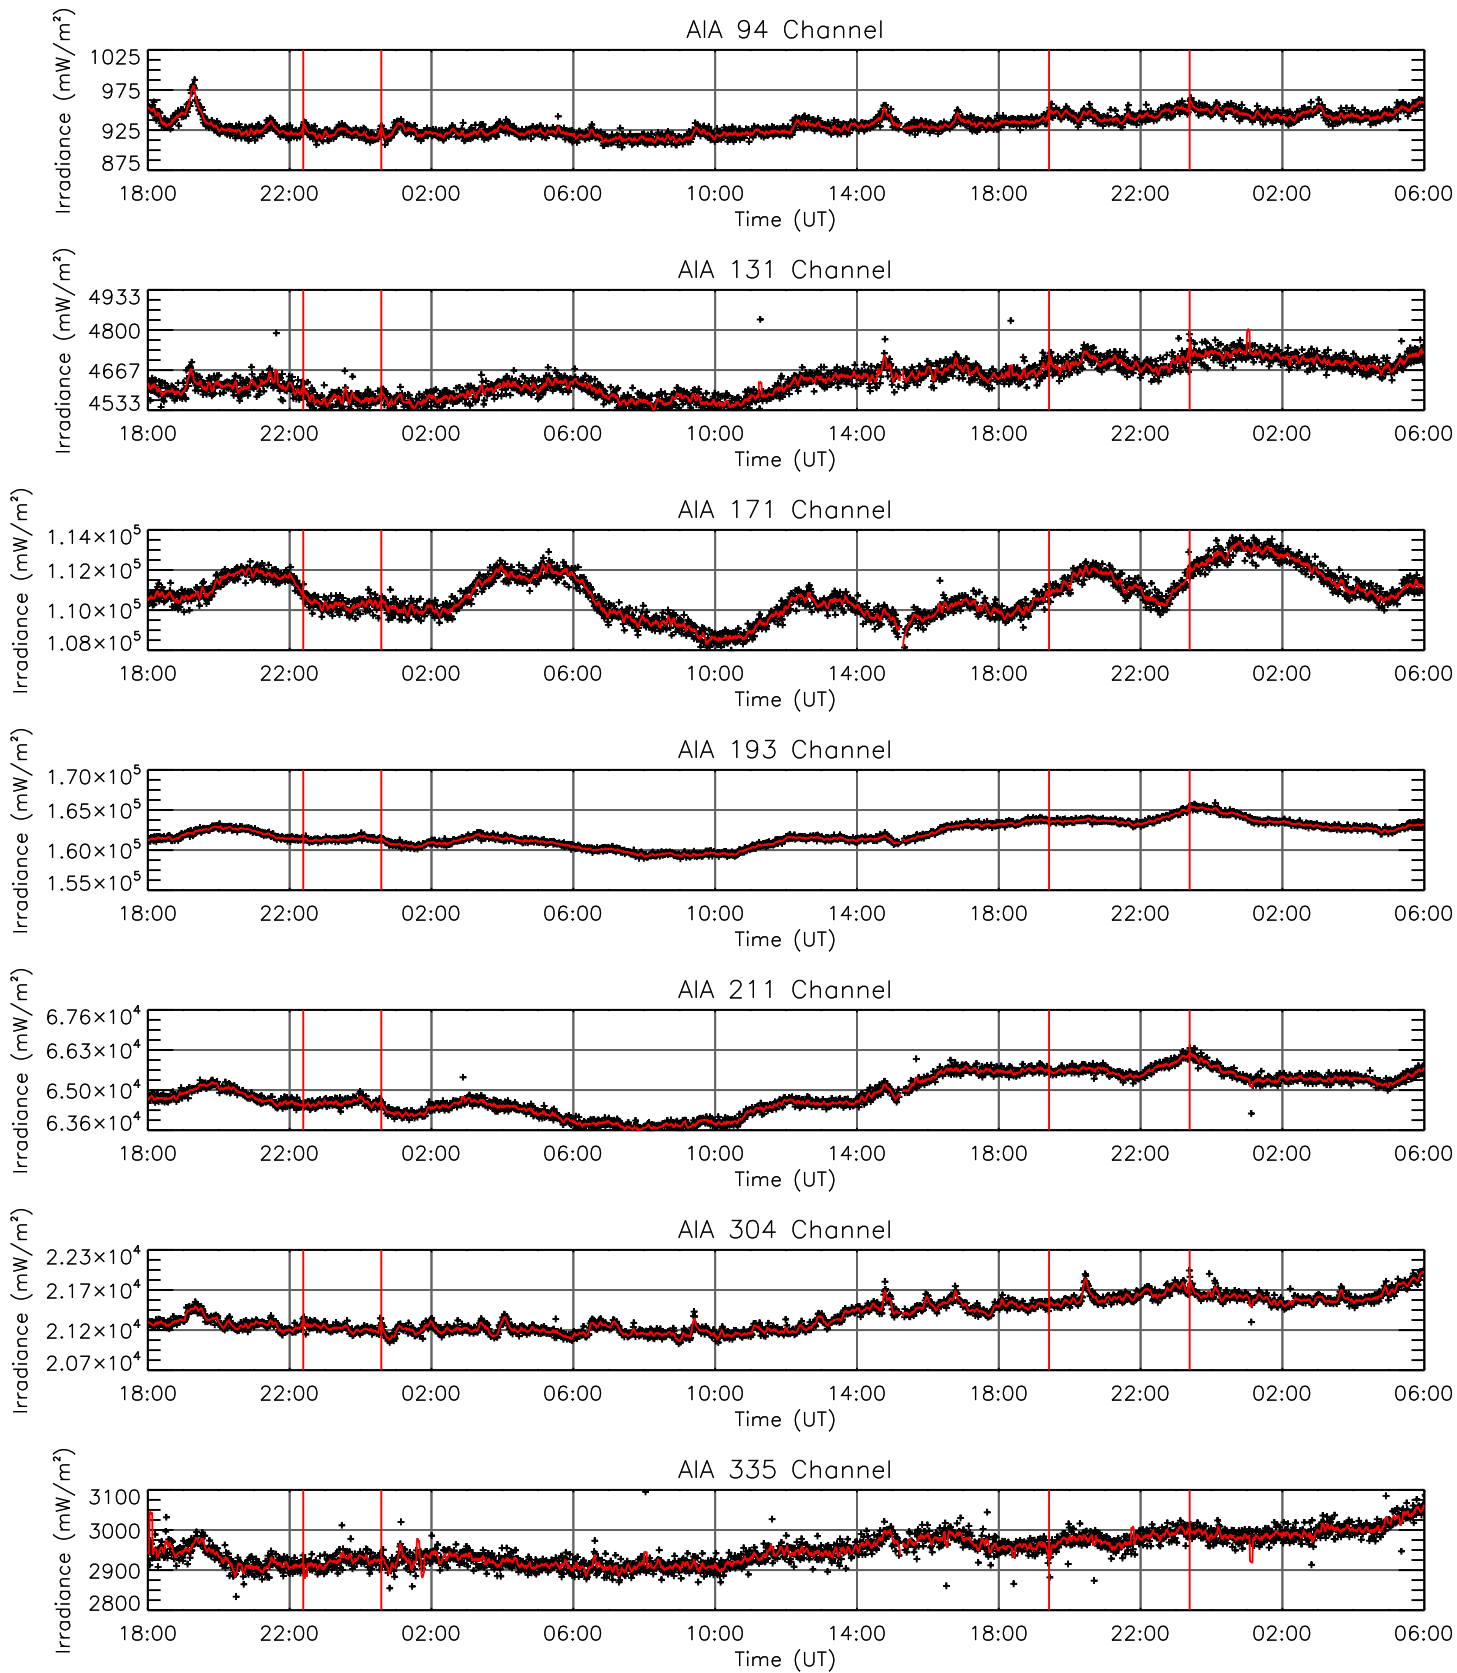 AIA 94 Channel
Irradiance (mW/m²)
1025
975
925
875
18:00 22:00 02:00 06:00 10:00 14:00 18:00 22:00 02:00 06:00
Time (UT)
AIA 131 Channel
Irradiance (mW/m²)
4933
4800
4667
4533
18:00 22:00 02:00 06:00 10:00 14:00 18:00 22:00 02:00 06:00
Time (UT)
AIA 171 Channel
Irradiance (mW/m²)
1.14×10⁵
1.12×10⁵
1.10×10⁵
1.08×10⁵
18:00 22:00 02:00 06:00 10:00 14:00 18:00 22:00 02:00 06:00
Time (UT)
AIA 193 Channel
Irradiance (mW/m²)
1.70×10⁵
1.65×10⁵
1.60×10⁵
1.55×10⁵
18:00 22:00 02:00 06:00 10:00 14:00 18:00 22:00 02:00 06:00
Time (UT)
AIA 211 Channel
Irradiance (mW/m²)
6.76×10⁴
6.63×10⁴
6.50×10⁴
6.36×10⁴
18:00 22:00 02:00 06:00 10:00 14:00 18:00 22:00 02:00 06:00
Time (UT)
AIA 304 Channel
Irradiance (mW/m²)
2.23×10⁴
2.17×10⁴
2.12×10⁴
2.07×10⁴
18:00 22:00 02:00 06:00 10:00 14:00 18:00 22:00 02:00 06:00
Time (UT)
AIA 335 Channel
Irradiance (mW/m²)
3100
3000
2900
2800
18:00 22:00 02:00 06:00 10:00 14:00 18:00 22:00 02:00 06:00
Time (UT)